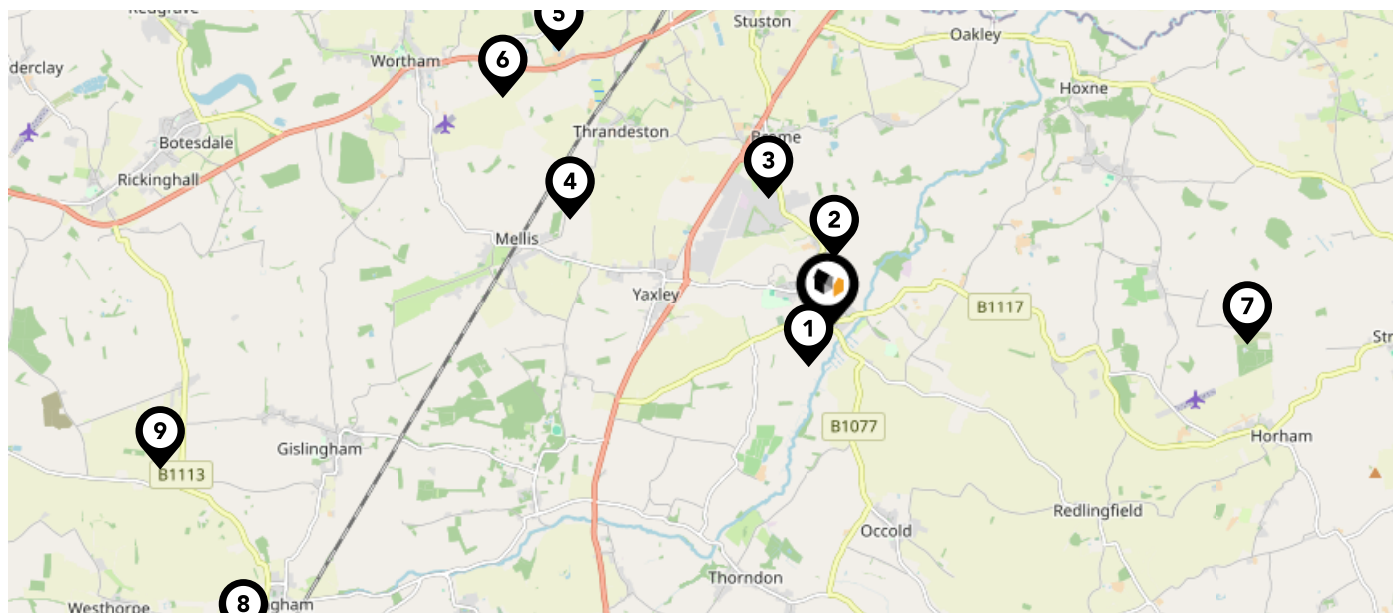 Redgrave
5
Stuston
Oakley
Wortham
6
derclay
Hoxne
Thrandeston
Botesdale
3
Rickinghall
4
2
Mellis
Yaxley
B1117
7
1
Str
B1077
9
Gislingham
Horham
B1113
Redlingfield
Occold
Thorndon
8
gham
Westhorpe